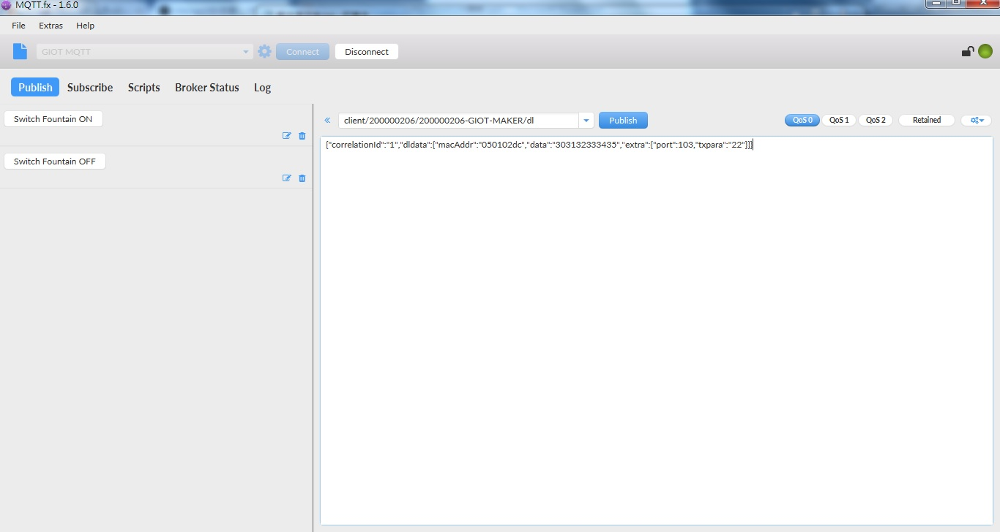 MQTT.fx - 1.6.0
File Extras Help
GIOT MQTT Connect Disconnect
Publish Subscribe Scripts Broker Status Log
Switch Fountain ON
Switch Fountain OFF
client/200000206/200000206-GIOT-MAKER/dl Publish QoS 0 QoS 1 QoS 2 Retained
{"correlationId":"1","dldata":{"macAddr":"050102dc","data":"303132333435","extra":{"port":103,"txpara":"22"}}}